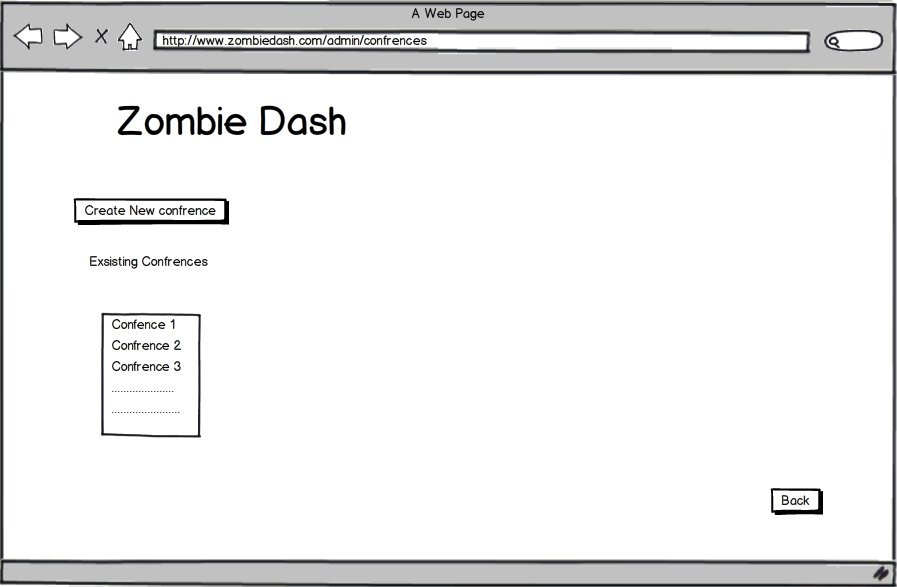 A Web Page
http://www.zombiedash.com/admin/confrences
Zombie Dash
Create New confrence
Exsisting Confrences
Confence 1
Confrence 2
Confrence 3
.....................
.......................
Back